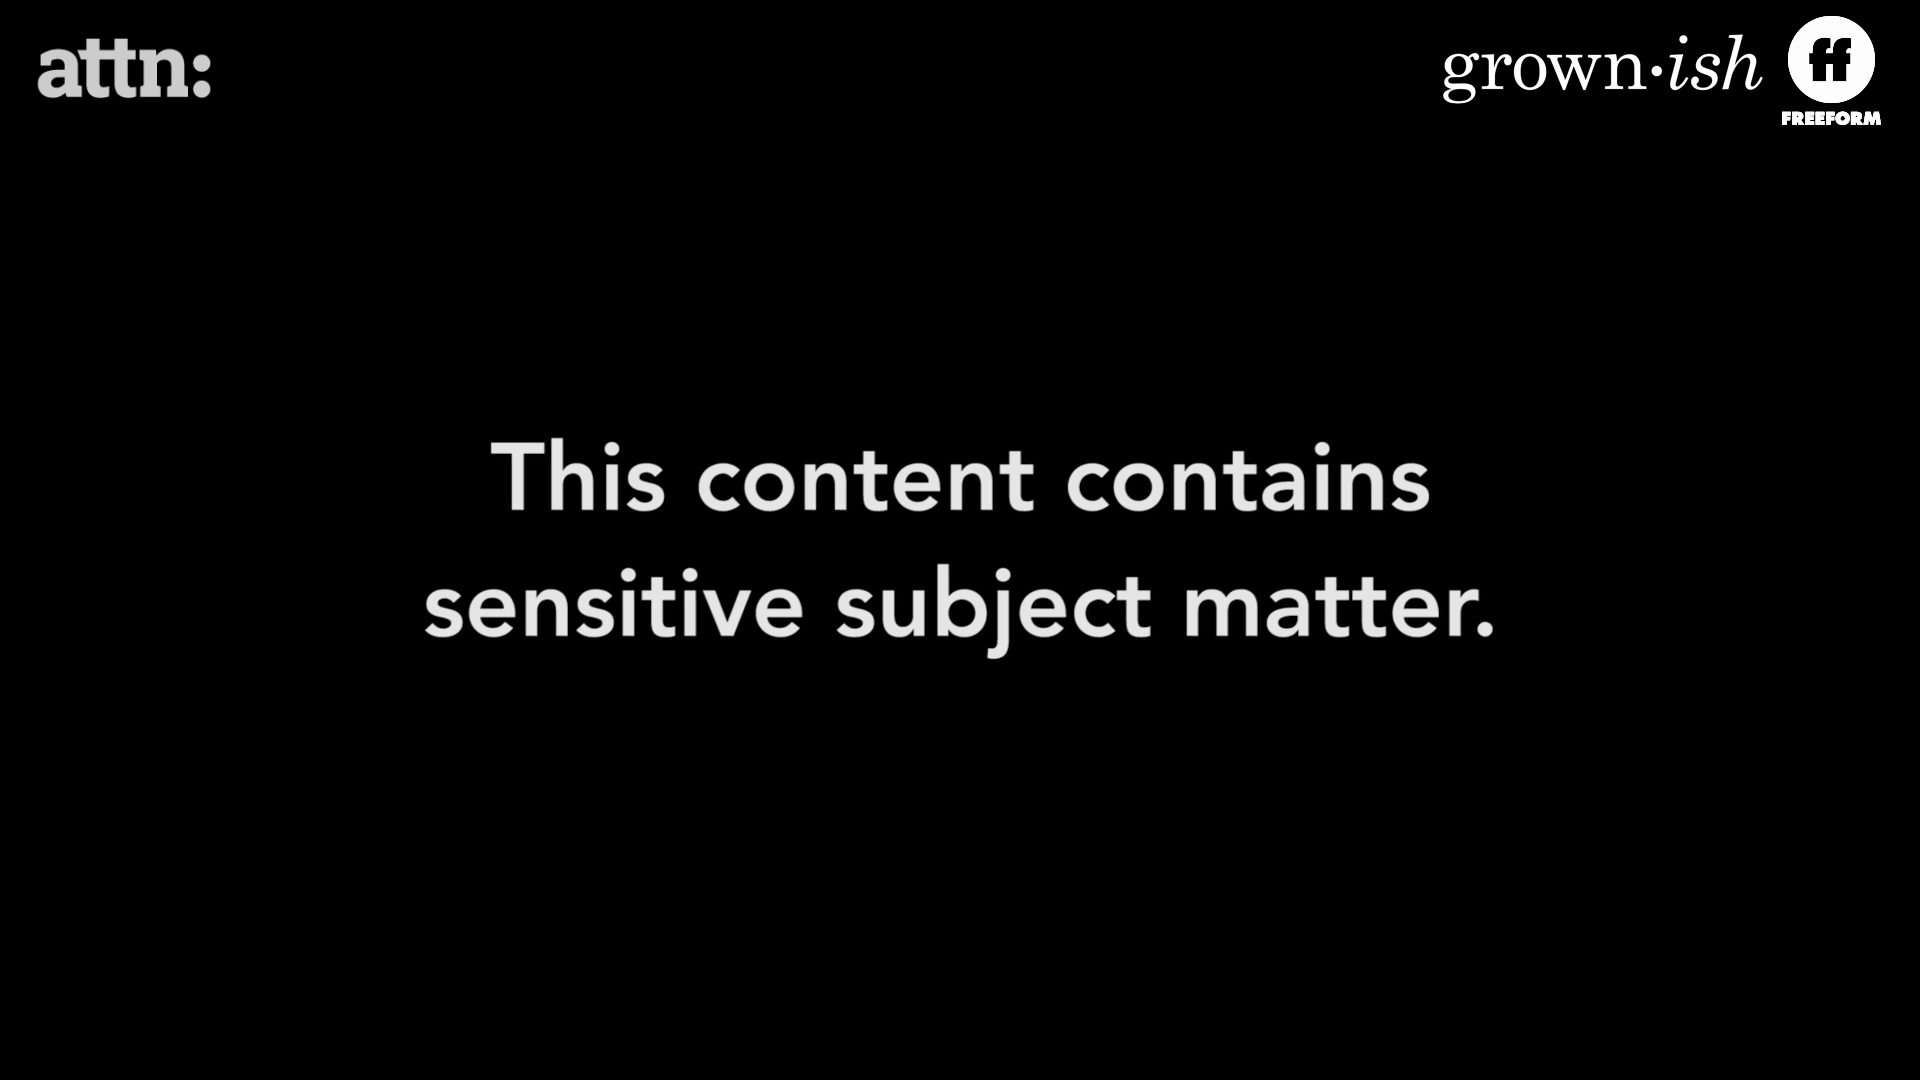 attn:
grown·ish
ff
FREEFORM
This content contains
sensitive subject matter.